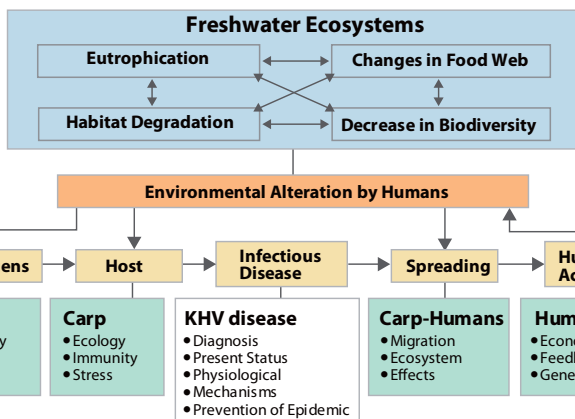 Freshwater Ecosystems
Eutrophication
Changes in Food Web
Habitat Degradation
Decrease in Biodiversity
Environmental Alteration by Humans
Host
Infectious
Disease
Spreading
Carp
• Ecology
• Immunity
• Stress
KHV disease
• Diagnosis
• Present Status
• Physiological
• Mechanisms
• Prevention of Epidemic
Carp-Humans
• Migration
• Ecosystem
• Effects